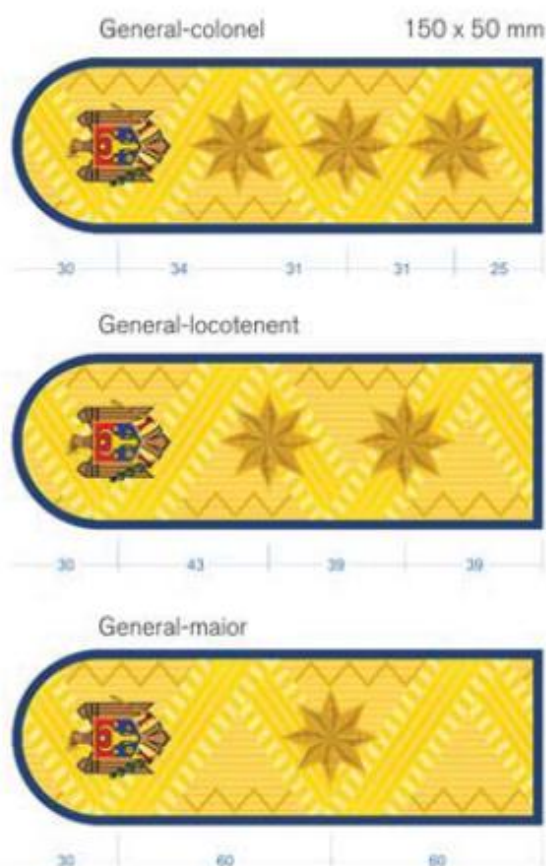 General-colonel 150 x 50 mm
30 34 31 31 25
General-locotenent
30 43 39 39
General-maior
30 60 60